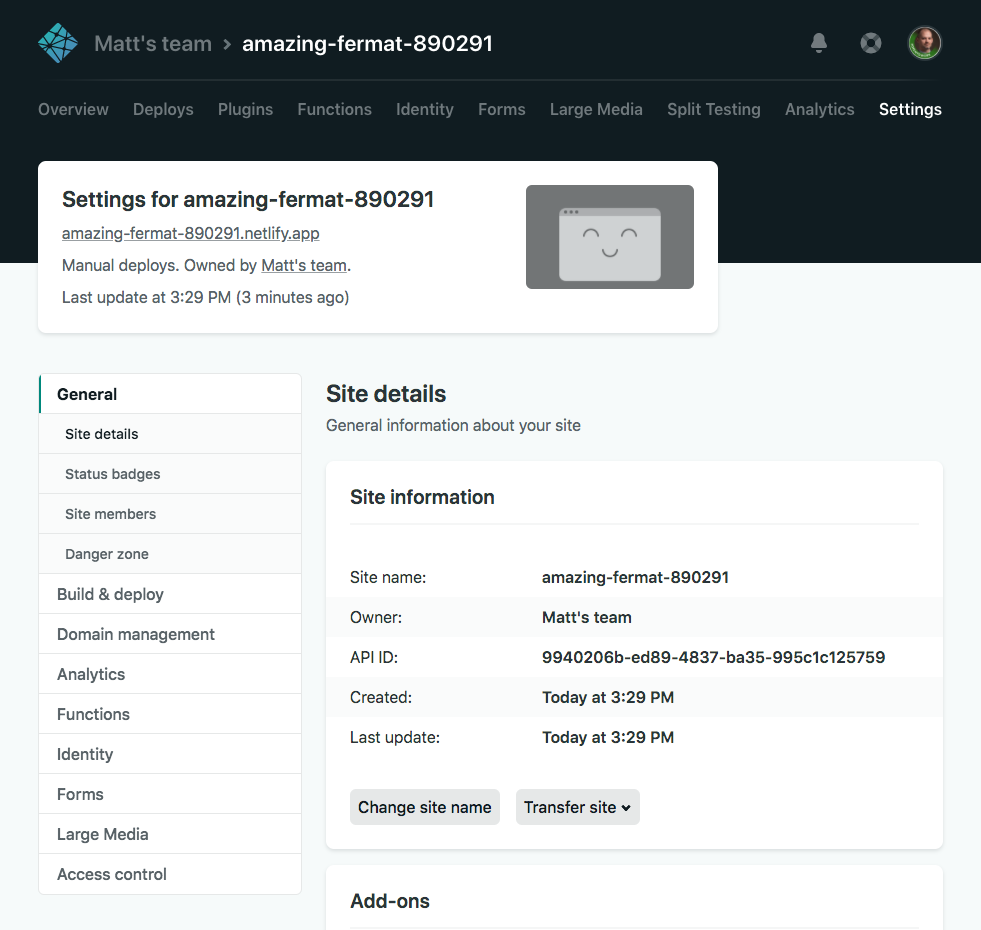 Matt's team > amazing-fermat-890291
Overview Deploys Plugins Functions Identity Forms Large Media Split Testing Analytics Settings
Settings for amazing-fermat-890291
amazing-fermat-890291.netlify.app
Manual deploys. Owned by Matt's team.
Last update at 3:29 PM (3 minutes ago)
General
Site details
Status badges
Site members
Danger zone
Build & deploy
Domain management
Analytics
Functions
Identity
Forms
Large Media
Access control
Site details
General information about your site
Site information
Site name: amazing-fermat-890291
Owner: Matt's team
API ID: 9940206b-ed89-4837-ba35-995c1c125759
Created: Today at 3:29 PM
Last update: Today at 3:29 PM
Change site name Transfer site
Add-ons